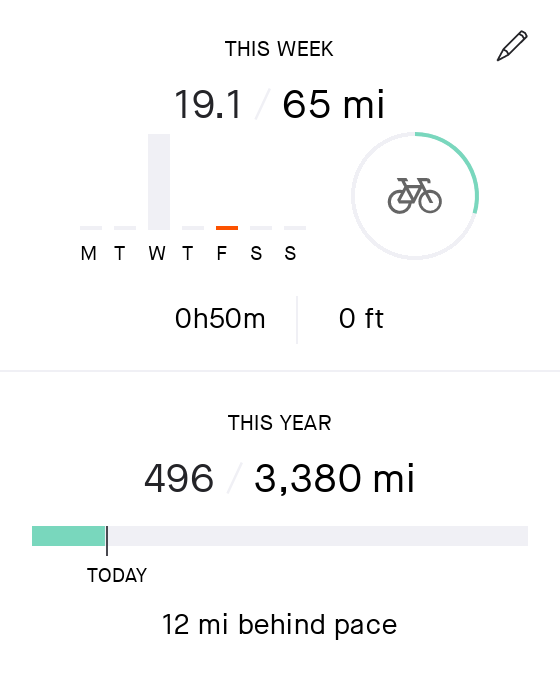 THIS WEEK
19.1 / 65 mi
M T W T F S S
0h50m 0 ft
THIS YEAR
496 / 3,380 mi
TODAY
12 mi behind pace